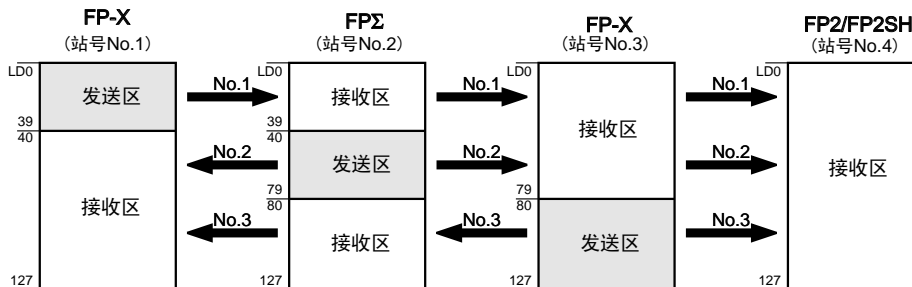 FP-X FPΣ FP-X FP2/FP2SH
（站号No.1） （站号No.2） （站号No.3） （站号No.4）
LD0 LD0 LD0 LD0
发送区 No.1 接收区 No.1 No.1
39 39
40 40
接收区
No.2 发送区 No.2 No.2 接收区
79 79
80 80
接收区 No.3 接收区 No.3 发送区 No.3
127 127 127 127